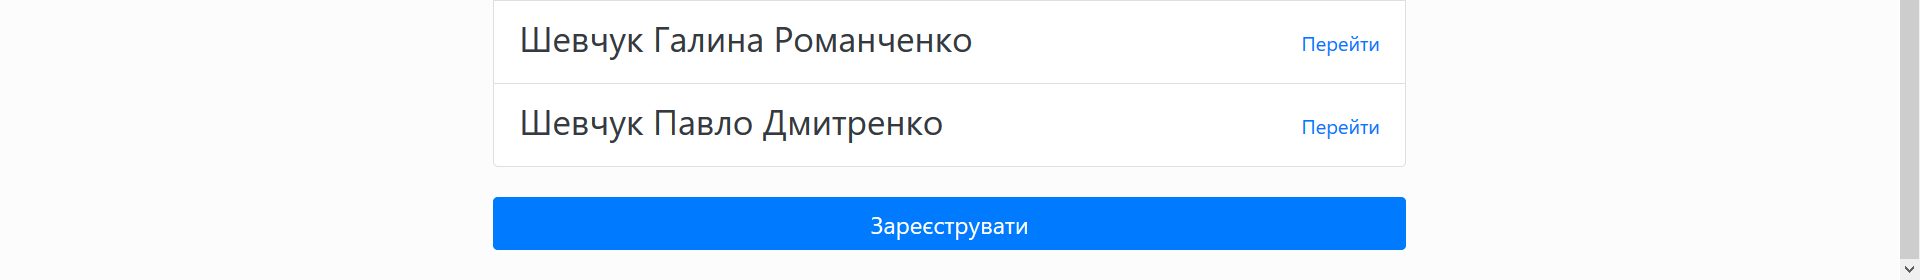 Шевчук Галина Романченко
Перейти
Шевчук Павло Дмитренко
Перейти
Зареєструвати